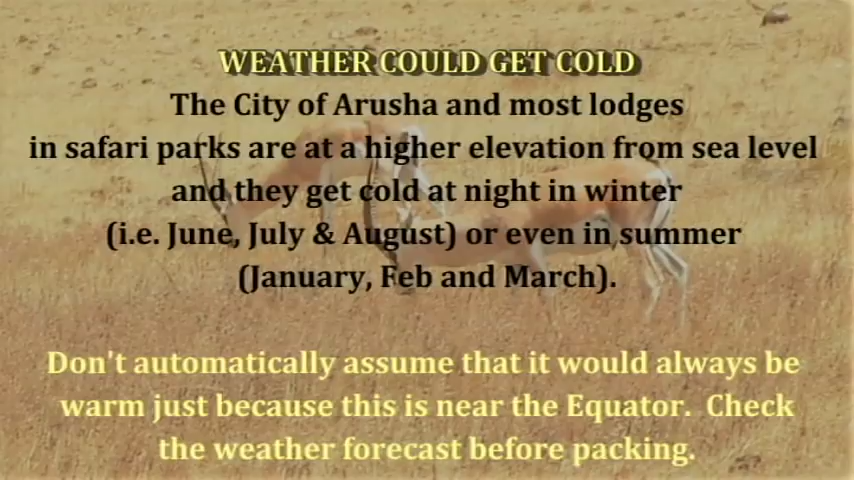 WEATHER COULD GET COLD
The City of Arusha and most lodges
in safari parks are at a higher elevation from sea level
and they get cold at night in winter
(i.e. June, July & August) or even in summer
(January, Feb and March).
Don't automatically assume that it would always be
warm just because this is near the Equator.  Check
the weather forecast before packing.